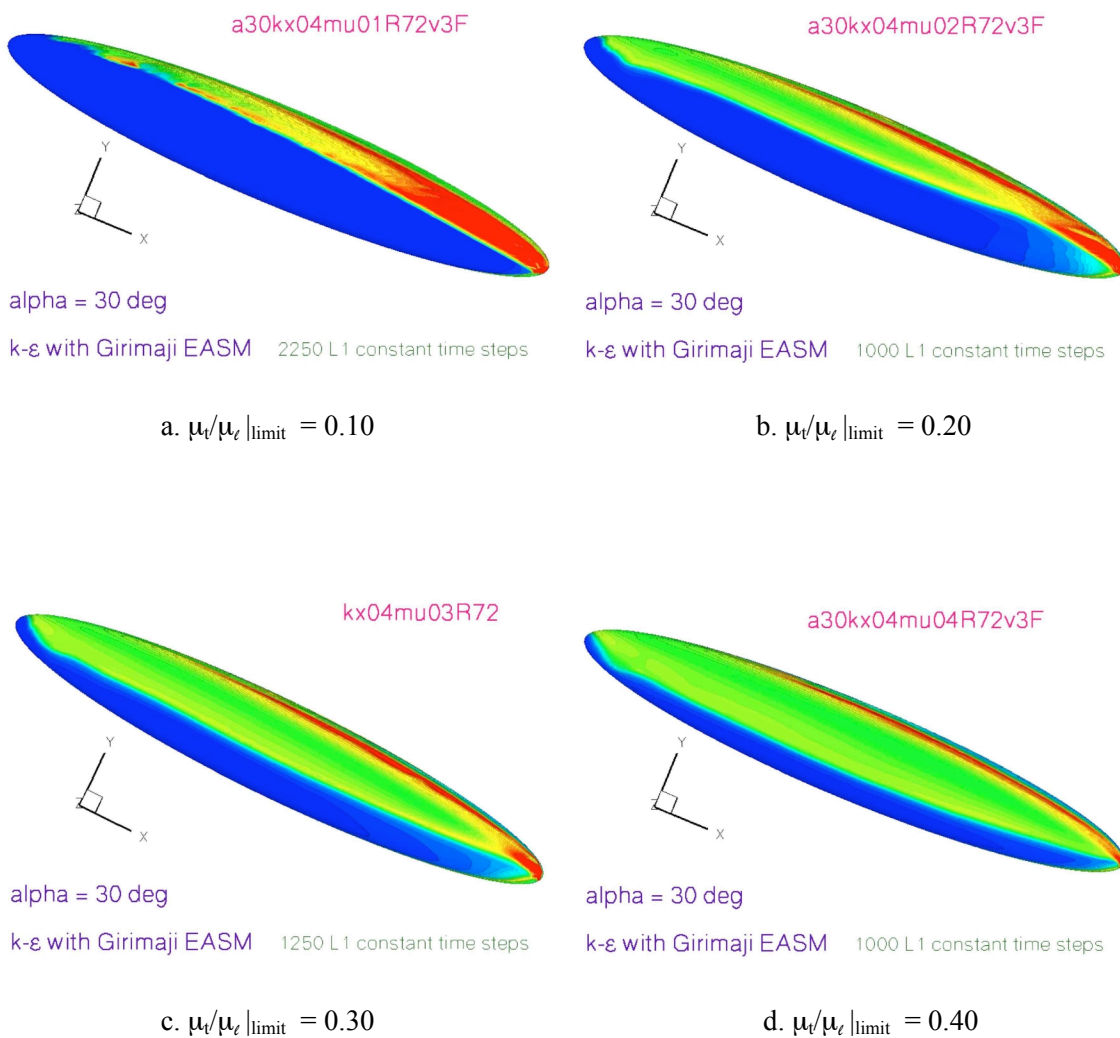 a30kx04mu01R72v3F
Y
Z
X
alpha = 30 deg
k-ε with Girimaji EASM 2250 L1 constant time steps
a. μt/μℓ |limit = 0.10
a30kx04mu02R72v3F
Y
Z
X
alpha = 30 deg
k-ε with Girimaji EASM 1000 L1 constant time steps
b. μt/μℓ |limit = 0.20
kx04mu03R72
Y
Z
X
alpha = 30 deg
k-ε with Girimaji EASM 1250 L1 constant time steps
c. μt/μℓ |limit = 0.30
a30kx04mu04R72v3F
Y
Z
X
alpha = 30 deg
k-ε with Girimaji EASM 1000 L1 constant time steps
d. μt/μℓ |limit = 0.40